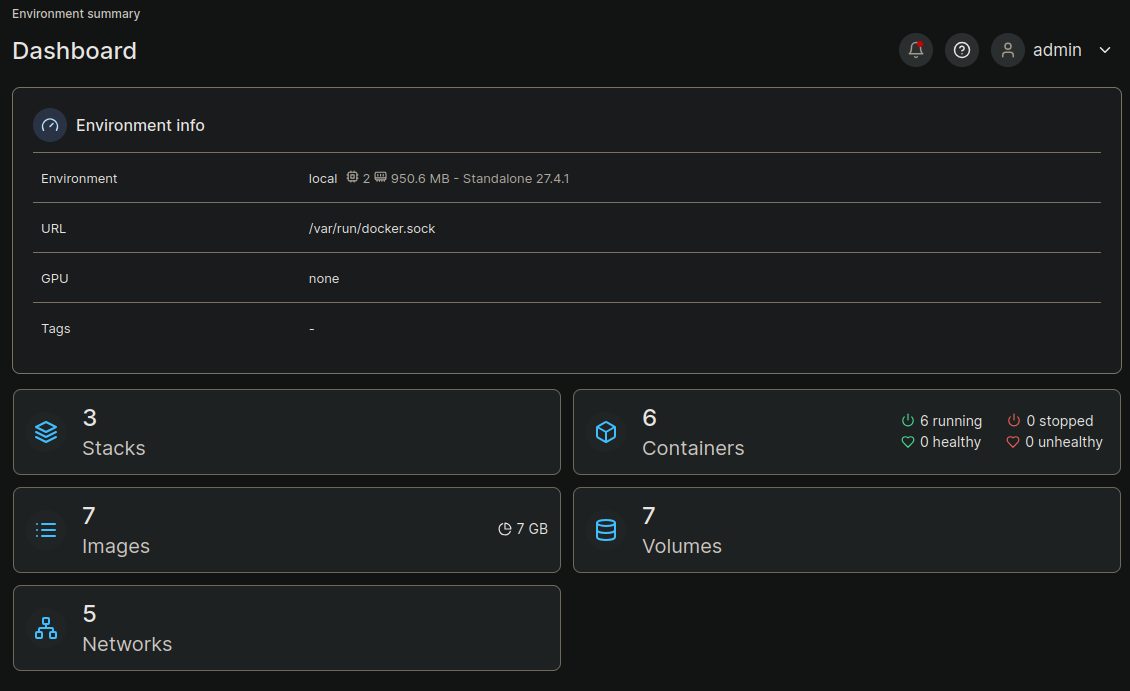 Environment summary
Dashboard
admin
Environment info
Environment local 2 950.6 MB - Standalone 27.4.1
URL /var/run/docker.sock
GPU none
Tags -
3
Stacks
6
Containers
6 running 0 stopped
0 healthy 0 unhealthy
7
Images
7 GB
7
Volumes
5
Networks